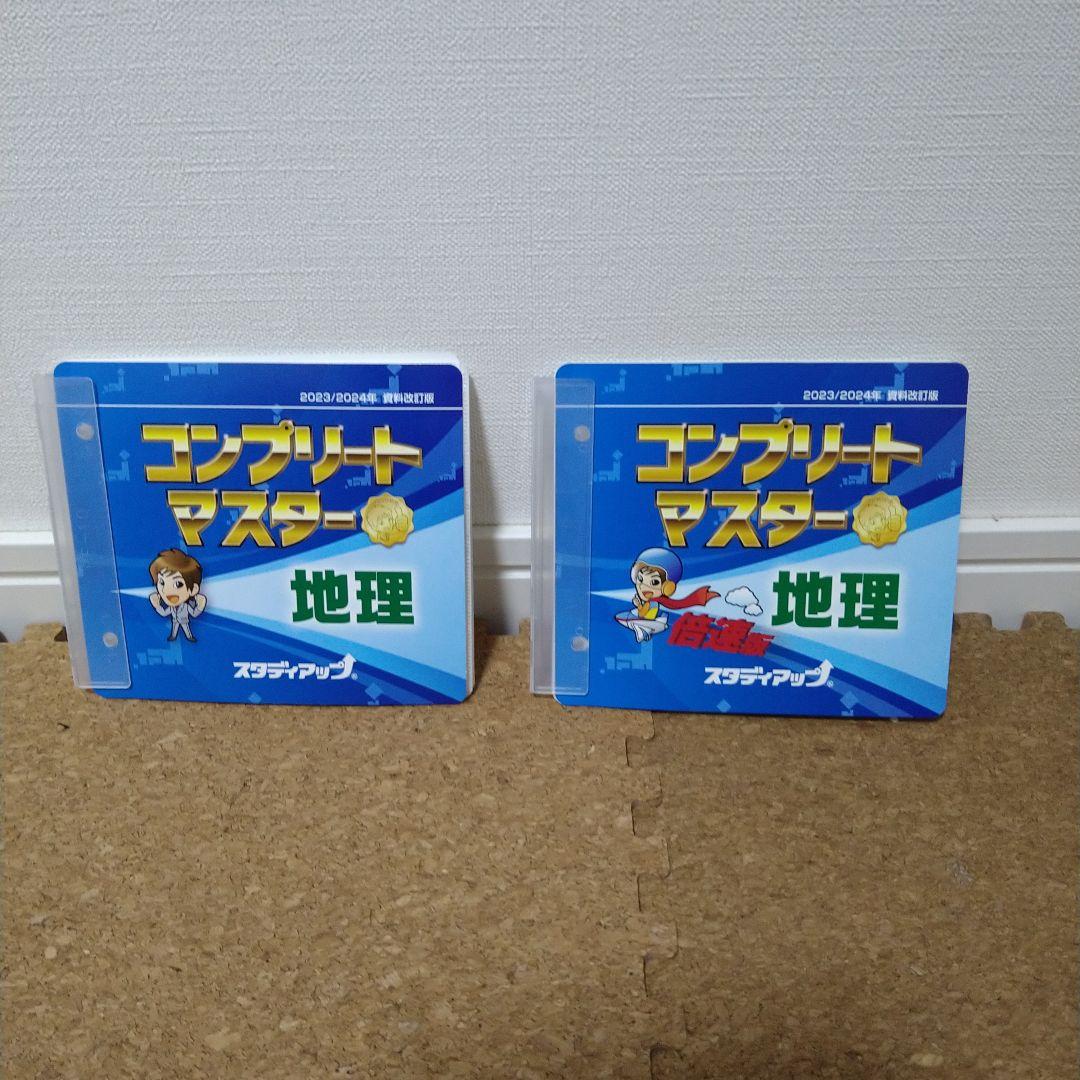 2023/2024年 資料改訂版
コンプリート
マスター
地理
スタディアップ
2023/2024年 資料改訂版
コンプリート
マスター
地理
倍速版
スタディアップ